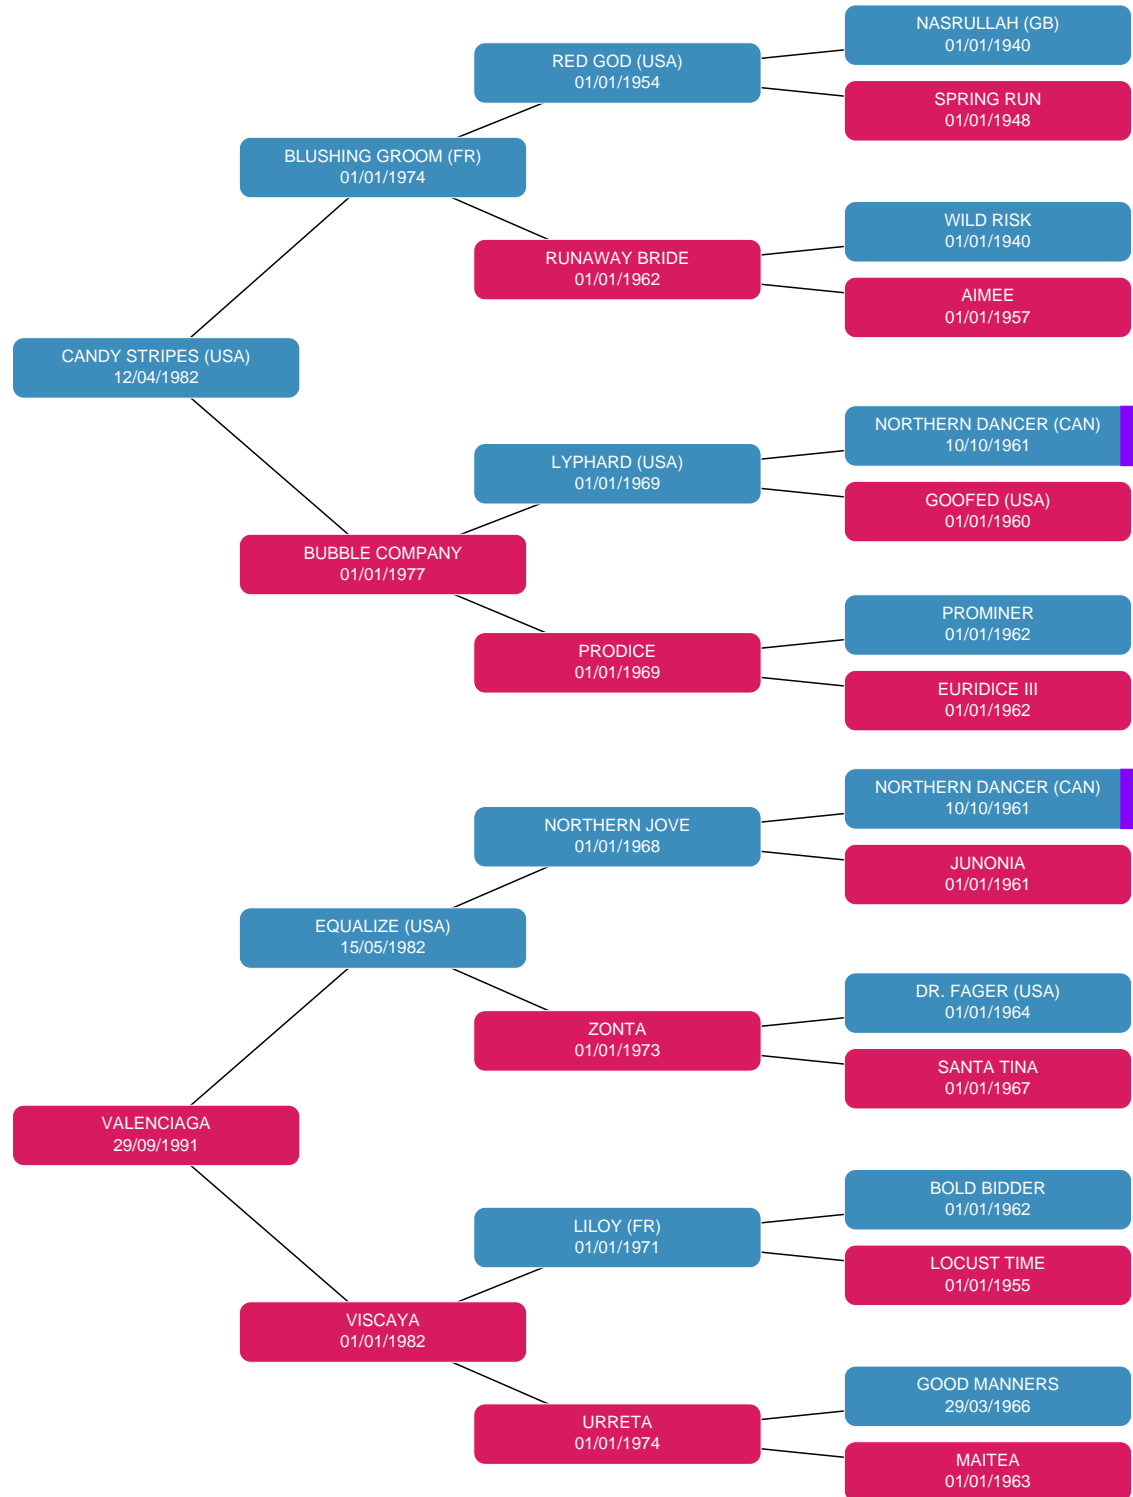 NASRULLAH (GB)
01/01/1940
RED GOD (USA)
01/01/1954
SPRING RUN
01/01/1948
BLUSHING GROOM (FR)
01/01/1974
WILD RISK
01/01/1940
RUNAWAY BRIDE
01/01/1962
AIMEE
01/01/1957
CANDY STRIPES (USA)
12/04/1982
NORTHERN DANCER (CAN)
10/10/1961
LYPHARD (USA)
01/01/1969
GOOFED (USA)
01/01/1960
BUBBLE COMPANY
01/01/1977
PROMINER
01/01/1962
PRODICE
01/01/1969
EURIDICE III
01/01/1962
NORTHERN DANCER (CAN)
10/10/1961
NORTHERN JOVE
01/01/1968
JUNONIA
01/01/1961
EQUALIZE (USA)
15/05/1982
DR. FAGER (USA)
01/01/1964
ZONTA
01/01/1973
SANTA TINA
01/01/1967
VALENCIAGA
29/09/1991
BOLD BIDDER
01/01/1962
LILOY (FR)
01/01/1971
LOCUST TIME
01/01/1955
VISCAYA
01/01/1982
GOOD MANNERS
29/03/1966
URRETA
01/01/1974
MAITEA
01/01/1963